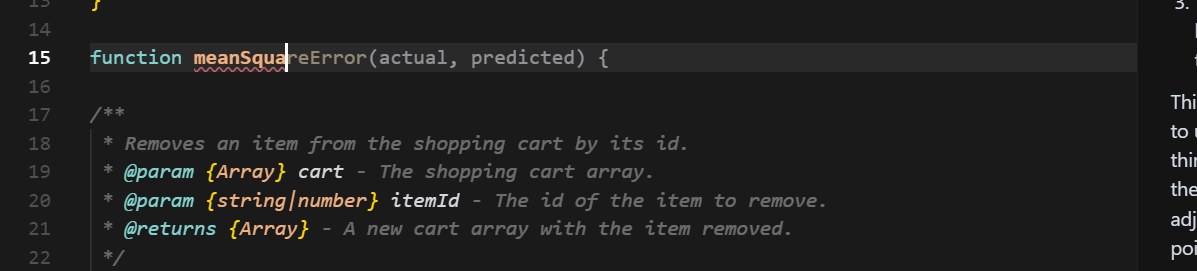 13
}
14
15 function meanSquareError(actual, predicted) {
16
17 /**
18 * Removes an item from the shopping cart by its id.
19 * @param {Array} cart - The shopping cart array.
20 * @param {string|number} itemId - The id of the item to remove.
21 * @returns {Array} - A new cart array with the item removed.
22 */
3.
Thi
to
thin
the
adj
poi